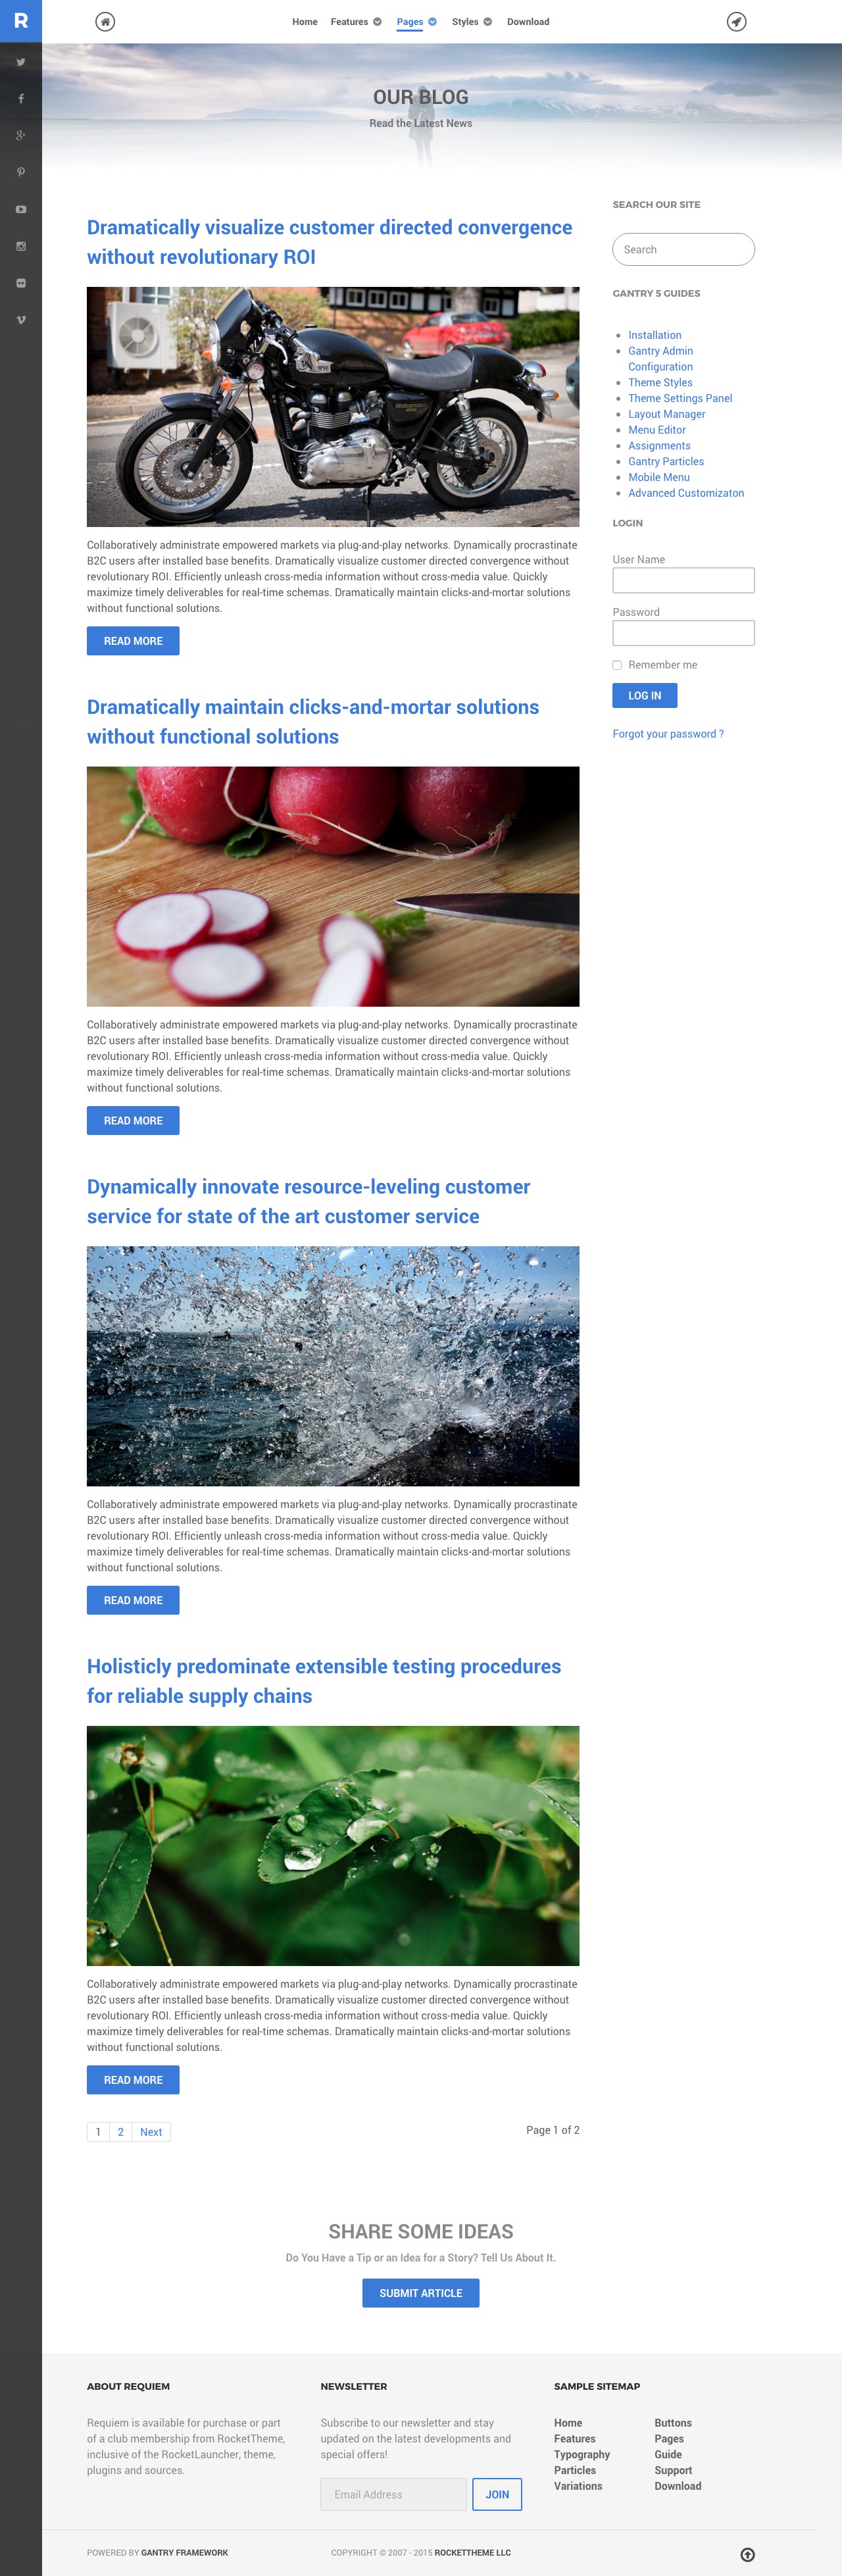 R
Home Features Pages Styles Download
OUR BLOG
Read the Latest News
Dramatically visualize customer directed convergence
without revolutionary ROI
Collaboratively administrate empowered markets via plug-and-play networks. Dynamically procrastinate
B2C users after installed base benefits. Dramatically visualize customer directed convergence without
revolutionary ROI. Efficiently unleash cross-media information without cross-media value. Quickly
maximize timely deliverables for real-time schemas. Dramatically maintain clicks-and-mortar solutions
without functional solutions.
READ MORE
Dramatically maintain clicks-and-mortar solutions
without functional solutions
Collaboratively administrate empowered markets via plug-and-play networks. Dynamically procrastinate
B2C users after installed base benefits. Dramatically visualize customer directed convergence without
revolutionary ROI. Efficiently unleash cross-media information without cross-media value. Quickly
maximize timely deliverables for real-time schemas. Dramatically maintain clicks-and-mortar solutions
without functional solutions.
READ MORE
Dynamically innovate resource-leveling customer
service for state of the art customer service
Collaboratively administrate empowered markets via plug-and-play networks. Dynamically procrastinate
B2C users after installed base benefits. Dramatically visualize customer directed convergence without
revolutionary ROI. Efficiently unleash cross-media information without cross-media value. Quickly
maximize timely deliverables for real-time schemas. Dramatically maintain clicks-and-mortar solutions
without functional solutions.
READ MORE
Holisticly predominate extensible testing procedures
for reliable supply chains
Collaboratively administrate empowered markets via plug-and-play networks. Dynamically procrastinate
B2C users after installed base benefits. Dramatically visualize customer directed convergence without
revolutionary ROI. Efficiently unleash cross-media information without cross-media value. Quickly
maximize timely deliverables for real-time schemas. Dramatically maintain clicks-and-mortar solutions
without functional solutions.
READ MORE
1 2 Next
Page 1 of 2
SEARCH OUR SITE
Search
GANTRY 5 GUIDES
Installation
Gantry Admin
Configuration
Theme Styles
Theme Settings Panel
Layout Manager
Menu Editor
Assignments
Gantry Particles
Mobile Menu
Advanced Customizaton
LOGIN
User Name
Password
Remember me
LOG IN
Forgot your password ?
SHARE SOME IDEAS
Do You Have a Tip or an Idea for a Story? Tell Us About It.
SUBMIT ARTICLE
ABOUT REQUIEM
Requiem is available for purchase or part
of a club membership from RocketTheme,
inclusive of the RocketLauncher, theme,
plugins and sources.
NEWSLETTER
Subscribe to our newsletter and stay
updated on the latest developments and
special offers!
Email Address
JOIN
SAMPLE SITEMAP
Home
Features
Typography
Particles
Variations
Buttons
Pages
Guide
Support
Download
POWERED BY GANTRY FRAMEWORK
COPYRIGHT © 2007 - 2015 ROCKETTHEME LLC